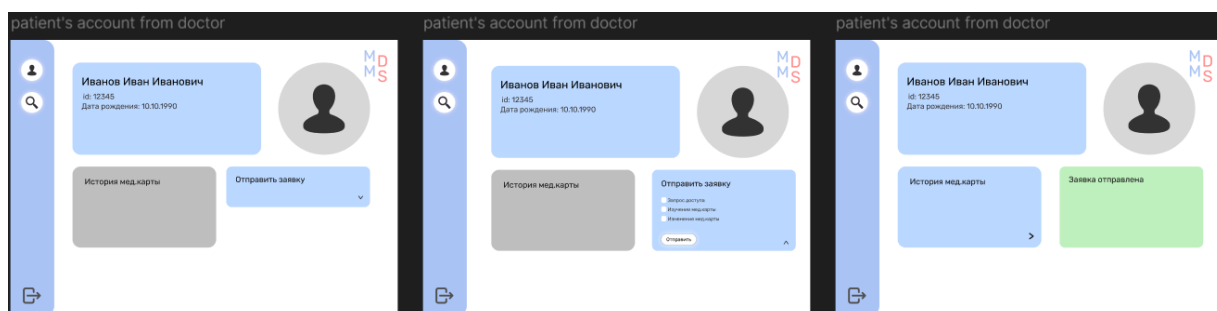 patient's account from doctor
M D
M S
Иванов Иван Иванович
id: 12345
Дата рождения: 10.10.1990
История мед.карты
Отправить заявку
patient's account from doctor
M D
M S
Иванов Иван Иванович
id: 12345
Дата рождения: 10.10.1990
История мед.карты
Отправить заявку
Запрос доступа
Изучение мед.карты
Изменение мед.карты
Отправить
patient's account from doctor
M D
M S
Иванов Иван Иванович
id: 12345
Дата рождения: 10.10.1990
История мед.карты
Заявка отправлена